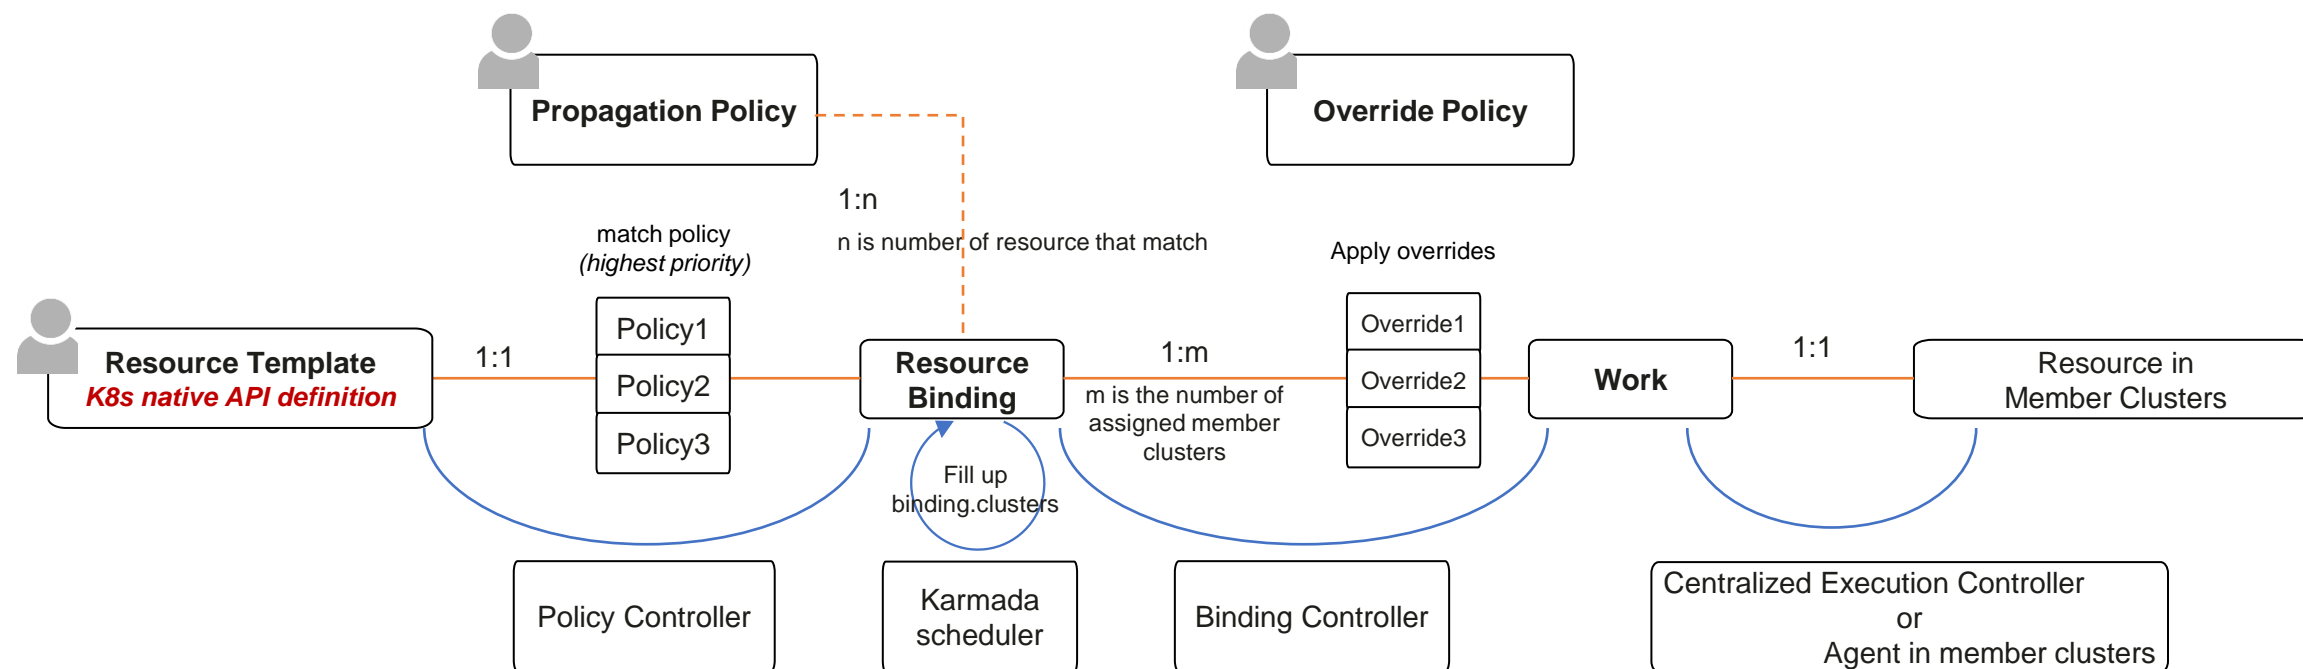 Propagation Policy
Override Policy
1:n
n is number of resource that match
match policy
(highest priority)
Apply overrides
Resource Template
K8s native API definition
1:1
Policy1
Policy2
Policy3
Resource
Binding
1:m
m is the number of
assigned member
clusters
Override1
Override2
Override3
Work
1:1
Resource in
Member Clusters
Fill up
binding.clusters
Policy Controller
Karmada
scheduler
Binding Controller
Centralized Execution Controller
or
Agent in member clusters